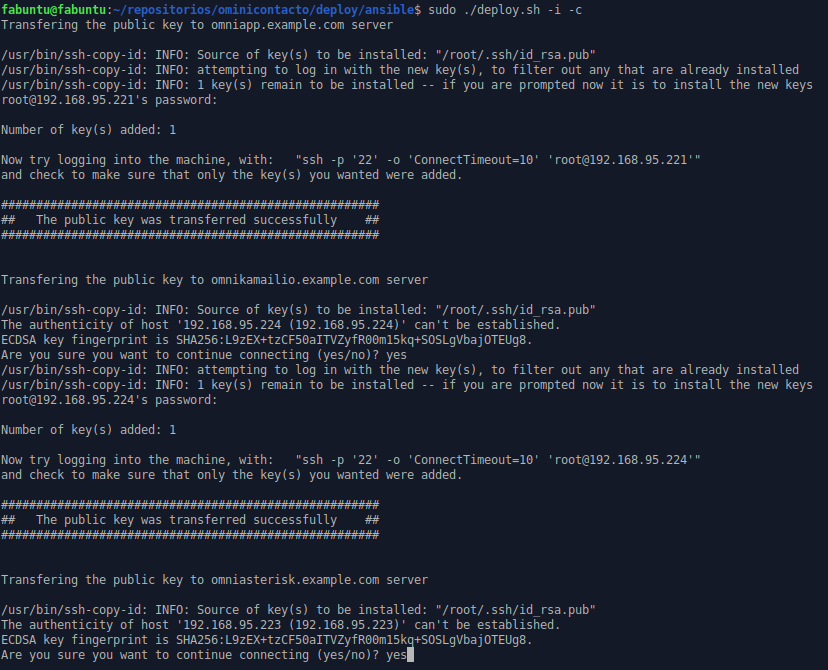 fabuntu@fabuntu:~/repositorios/ominicontacto/deploy/ansible$ sudo ./deploy.sh -i -c
Transfering the public key to omniapp.example.com server
/usr/bin/ssh-copy-id: INFO: Source of key(s) to be installed: "/root/.ssh/id_rsa.pub"
/usr/bin/ssh-copy-id: INFO: attempting to log in with the new key(s), to filter out any that are already installed
/usr/bin/ssh-copy-id: INFO: 1 key(s) remain to be installed -- if you are prompted now it is to install the new keys
root@192.168.95.221's password:
Number of key(s) added: 1
Now try logging into the machine, with:   "ssh -p '22' -o 'ConnectTimeout=10' 'root@192.168.95.221'"
and check to make sure that only the key(s) you wanted were added.
######################################################
##   The public key was transferred successfully    ##
######################################################
Transfering the public key to omnikamailio.example.com server
/usr/bin/ssh-copy-id: INFO: Source of key(s) to be installed: "/root/.ssh/id_rsa.pub"
The authenticity of host '192.168.95.224 (192.168.95.224)' can't be established.
ECDSA key fingerprint is SHA256:L9zEX+tzCF50aITVZyfR00m15kq+SOSLgVbajOTEUg8.
Are you sure you want to continue connecting (yes/no)? yes
/usr/bin/ssh-copy-id: INFO: attempting to log in with the new key(s), to filter out any that are already installed
/usr/bin/ssh-copy-id: INFO: 1 key(s) remain to be installed -- if you are prompted now it is to install the new keys
root@192.168.95.224's password:
Number of key(s) added: 1
Now try logging into the machine, with:   "ssh -p '22' -o 'ConnectTimeout=10' 'root@192.168.95.224'"
and check to make sure that only the key(s) you wanted were added.
######################################################
##   The public key was transferred successfully    ##
######################################################
Transfering the public key to omniasterisk.example.com server
/usr/bin/ssh-copy-id: INFO: Source of key(s) to be installed: "/root/.ssh/id_rsa.pub"
The authenticity of host '192.168.95.223 (192.168.95.223)' can't be established.
ECDSA key fingerprint is SHA256:L9zEX+tzCF50aITVZyfR00m15kq+SOSLgVbajOTEUg8.
Are you sure you want to continue connecting (yes/no)? yes